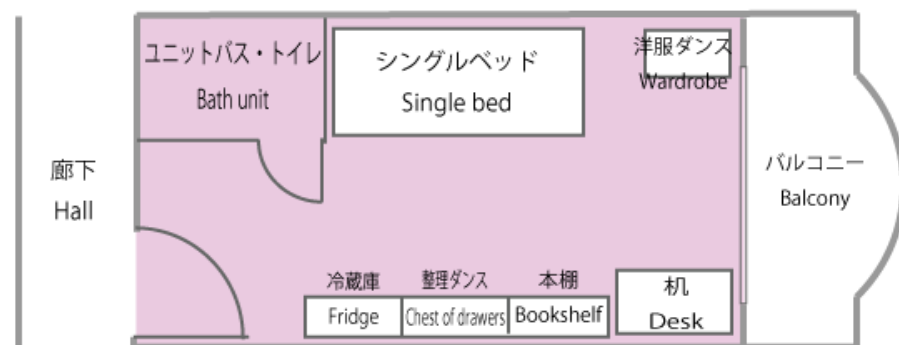 ユニットバス・トイレ
Bath unit
シングルベッド
Single bed
洋服ダンス
Wardrobe
廊下
Hall
バルコニー
Balcony
冷蔵庫
Fridge
整理ダンス
Chest of drawers
本棚
Bookshelf
机
Desk